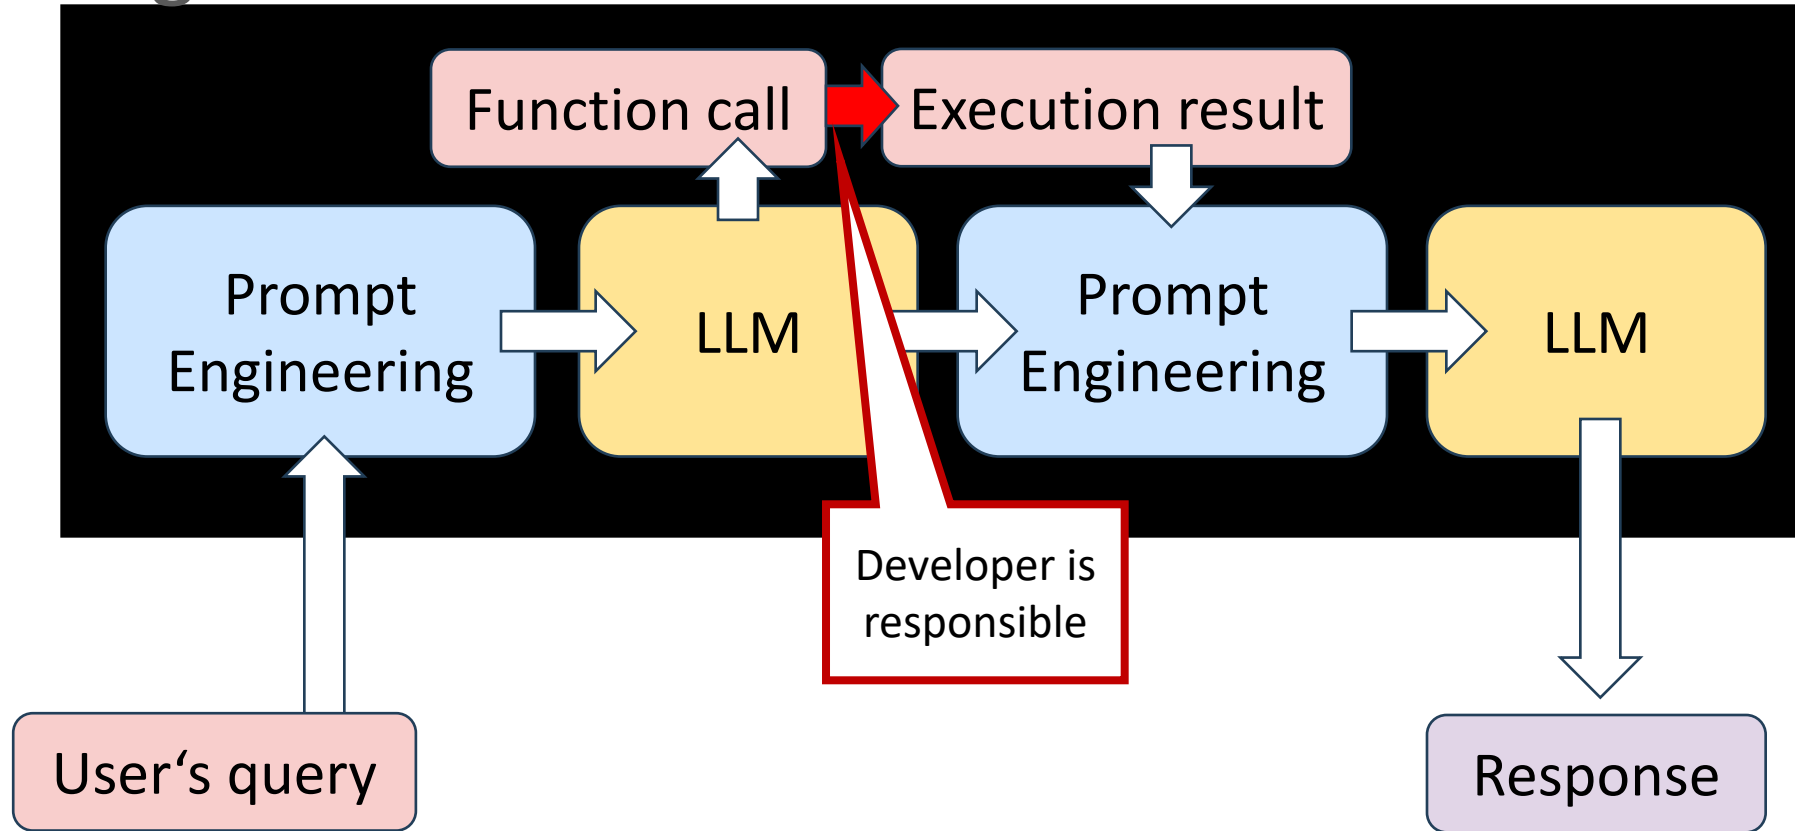 Function call
Execution result
Prompt
Engineering
LLM
Prompt
Engineering
LLM
Developer is
responsible
User‘s query
Response